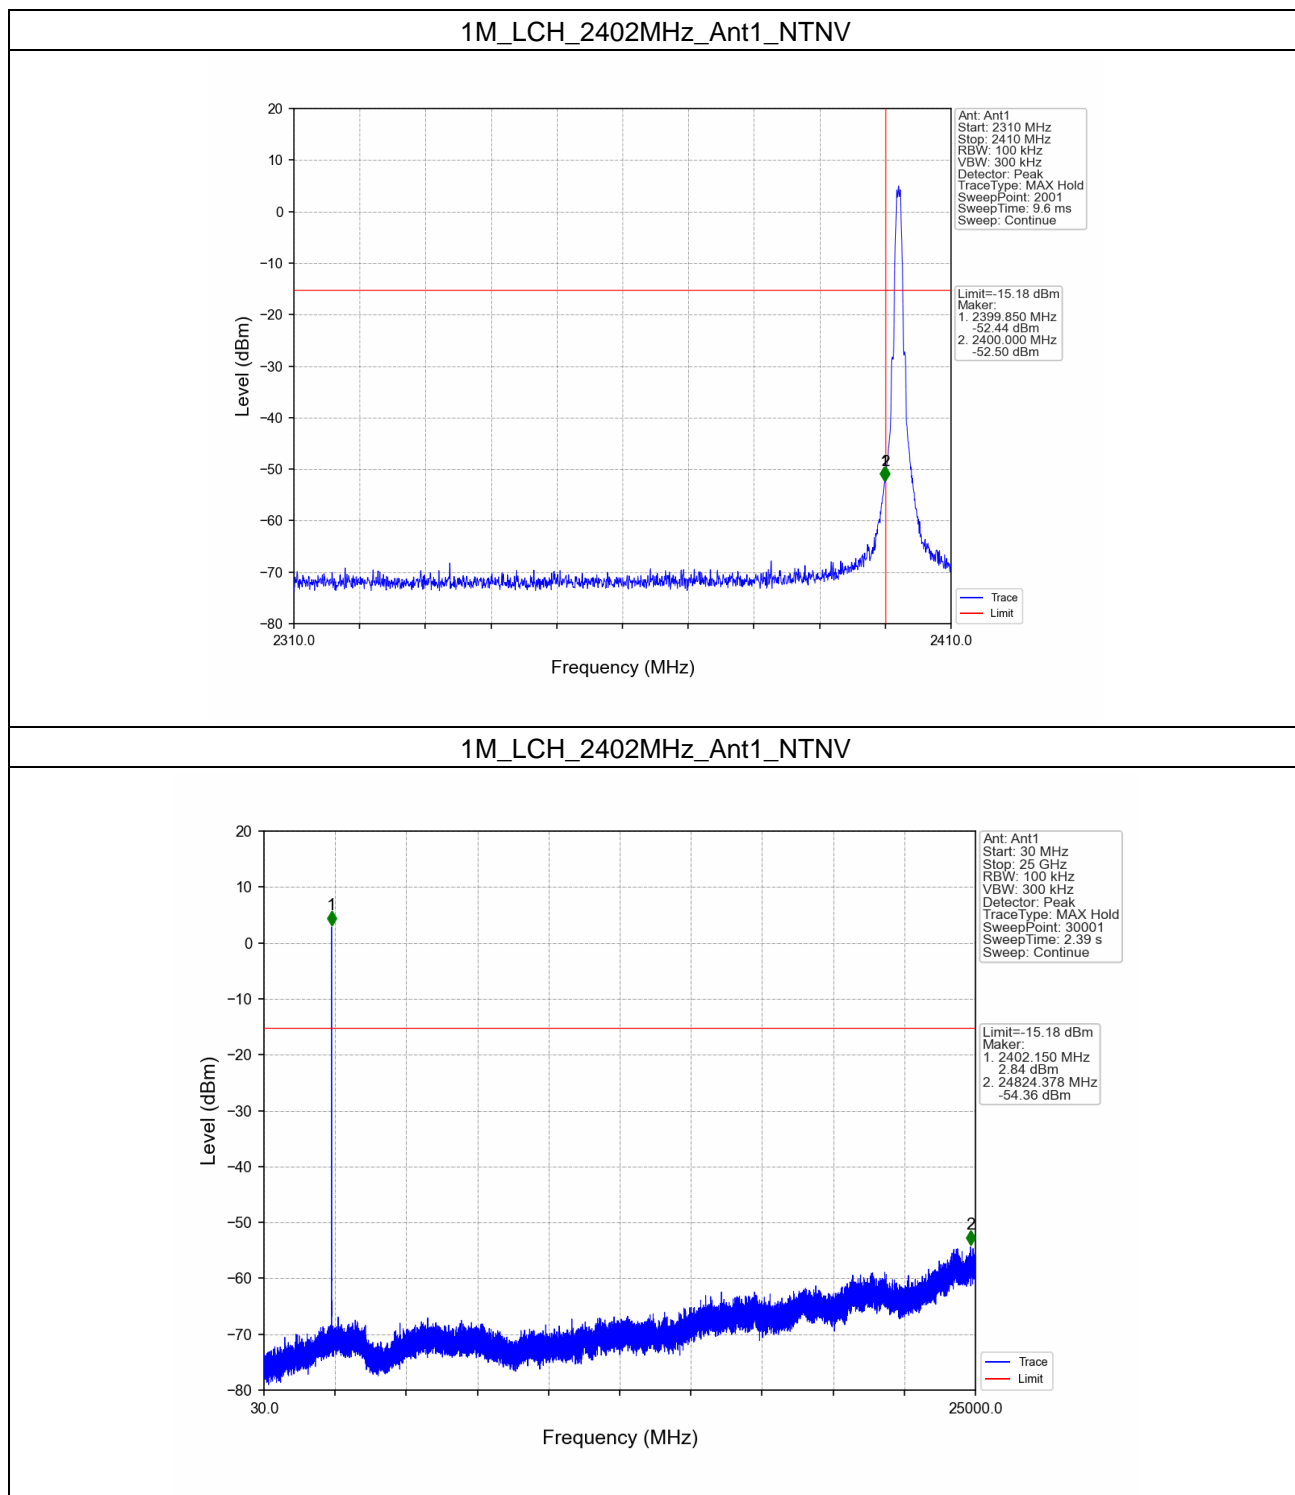 1M_LCH_2402MHz_Ant1_NTNV
20
10
0
−10
−20
−30
−40
−50
−60
−70
−80
Level (dBm)
2310.0
2410.0
Frequency (MHz)
2
Ant: Ant1
Start: 2310 MHz
Stop: 2410 MHz
RBW: 100 kHz
VBW: 300 kHz
Detector: Peak
TraceType: MAX Hold
SweepPoint: 2001
SweepTime: 9.6 ms
Sweep: Continue
Limit=-15.18 dBm
Maker:
1. 2399.850 MHz
-52.44 dBm
2. 2400.000 MHz
-52.50 dBm
Trace
Limit
1M_LCH_2402MHz_Ant1_NTNV
20
10
0
−10
−20
−30
−40
−50
−60
−70
−80
Level (dBm)
30.0
25000.0
Frequency (MHz)
1
2
Ant: Ant1
Start: 30 MHz
Stop: 25 GHz
RBW: 100 kHz
VBW: 300 kHz
Detector: Peak
TraceType: MAX Hold
SweepPoint: 30001
SweepTime: 2.39 s
Sweep: Continue
Limit=-15.18 dBm
Maker:
1. 2402.150 MHz
2.84 dBm
2. 24824.378 MHz
-54.36 dBm
Trace
Limit